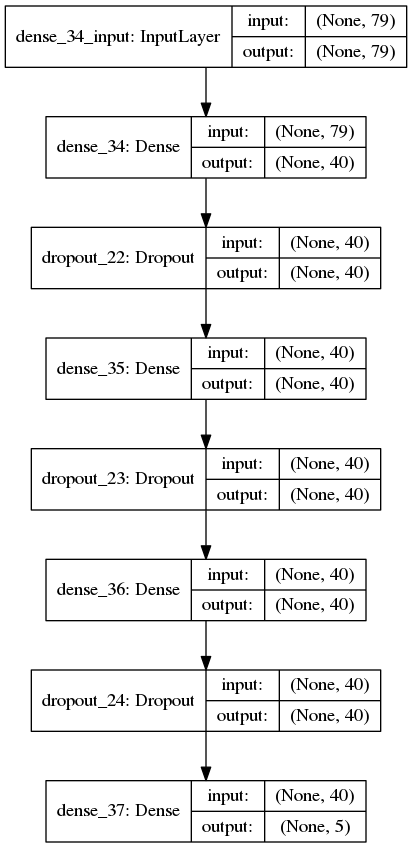 dense_34_input: InputLayer
input: (None, 79)
output: (None, 79)
dense_34: Dense
input: (None, 79)
output: (None, 40)
dropout_22: Dropout
input: (None, 40)
output: (None, 40)
dense_35: Dense
input: (None, 40)
output: (None, 40)
dropout_23: Dropout
input: (None, 40)
output: (None, 40)
dense_36: Dense
input: (None, 40)
output: (None, 40)
dropout_24: Dropout
input: (None, 40)
output: (None, 40)
dense_37: Dense
input: (None, 40)
output: (None, 5)